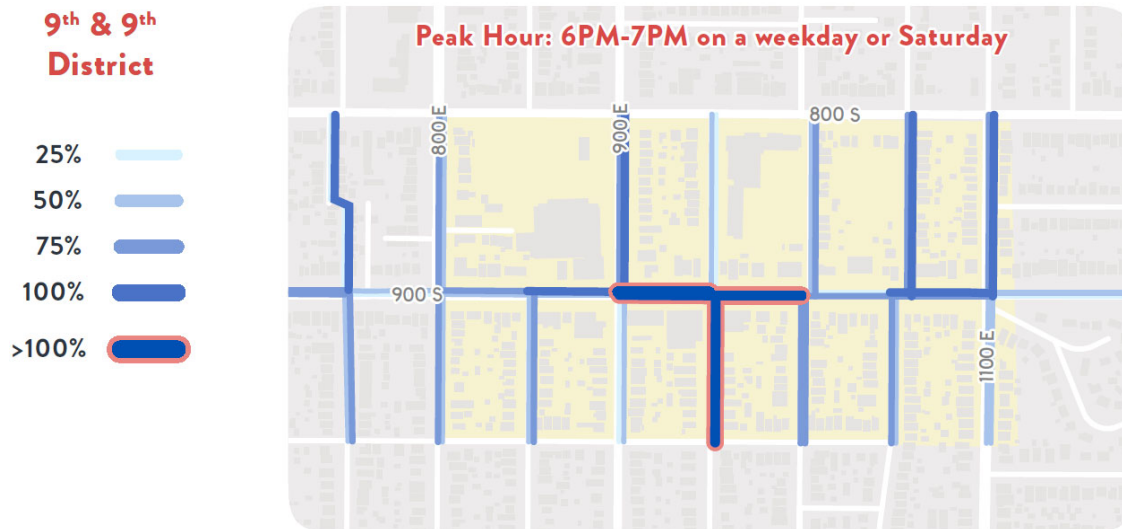 9th & 9th
District
25%
50%
75%
100%
>100%
Peak Hour: 6PM-7PM on a weekday or Saturday
800 E
900 E
800 S
900 S
1100 E